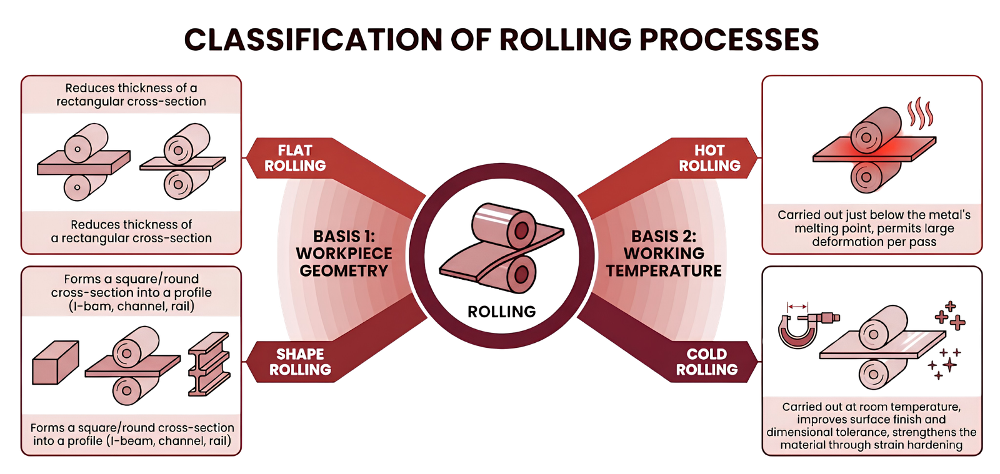 CLASSIFICATION OF ROLLING PROCESSES
Reduces thickness of a
rectangular cross-section
Reduces thickness of
a rectangular cross-section
FLAT
ROLLING
Forms a square/round
cross-section into a profile
(I-bam, channel, rail)
Forms a square/round cross-section
into a profile (I-beam, channel, rail)
SHAPE
ROLLING
BASIS 1:
WORKPIECE
GEOMETRY
ROLLING
BASIS 2:
WORKING
TEMPERATURE
HOT
ROLLING
Carried out just below the metal's
melting point, permits large
deformation per pass
COLD
ROLLING
Carried out at room temperature,
improves surface finish and
dimensional tolerance, strengthens the
material through strain hardening